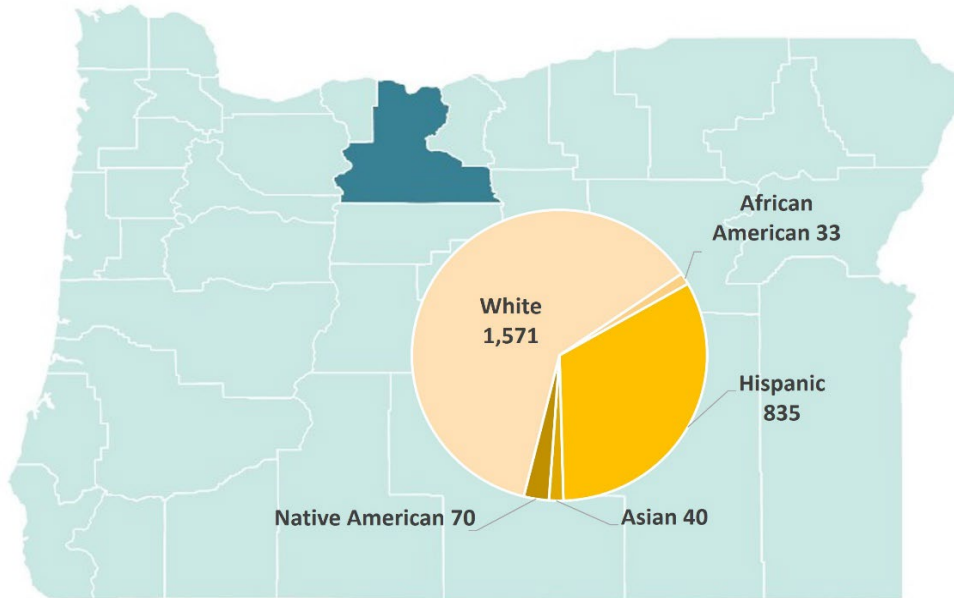 African
American 33
White
1,571
Hispanic
835
Native American 70
Asian 40